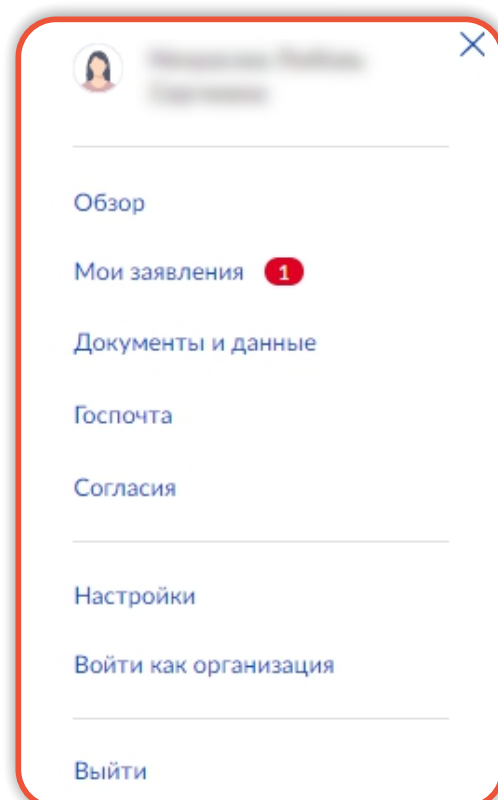 Обзор
Мои заявления 1
Документы и данные
Госпочта
Согласия
Настройки
Войти как организация
Выйти